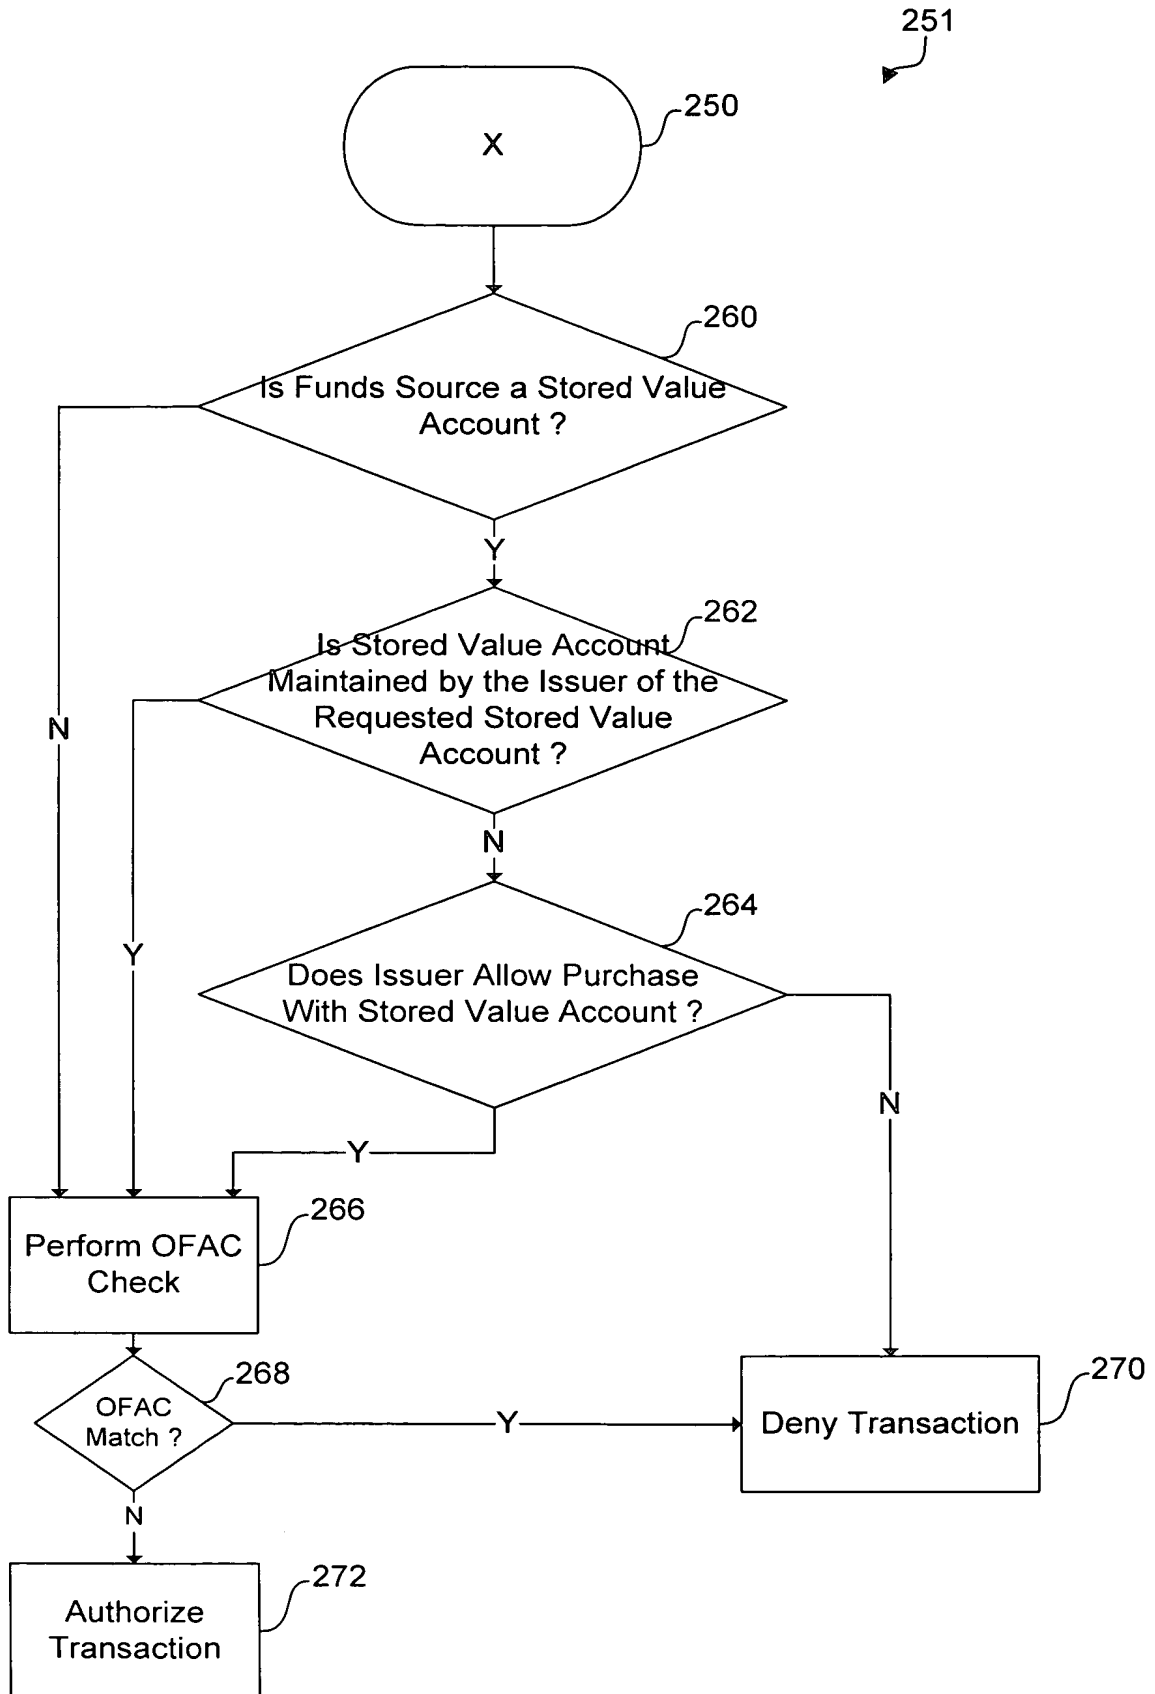 251
250
X
260
Is Funds Source a Stored Value
Account ?
Y
262
Is Stored Value Account
Maintained by the Issuer of the
Requested Stored Value
Account ?
N
N
264
Y
Does Issuer Allow Purchase
With Stored Value Account ?
N
Y
266
Perform OFAC
Check
268
270
OFAC
Match ?
Y
Deny Transaction
N
272
Authorize
Transaction